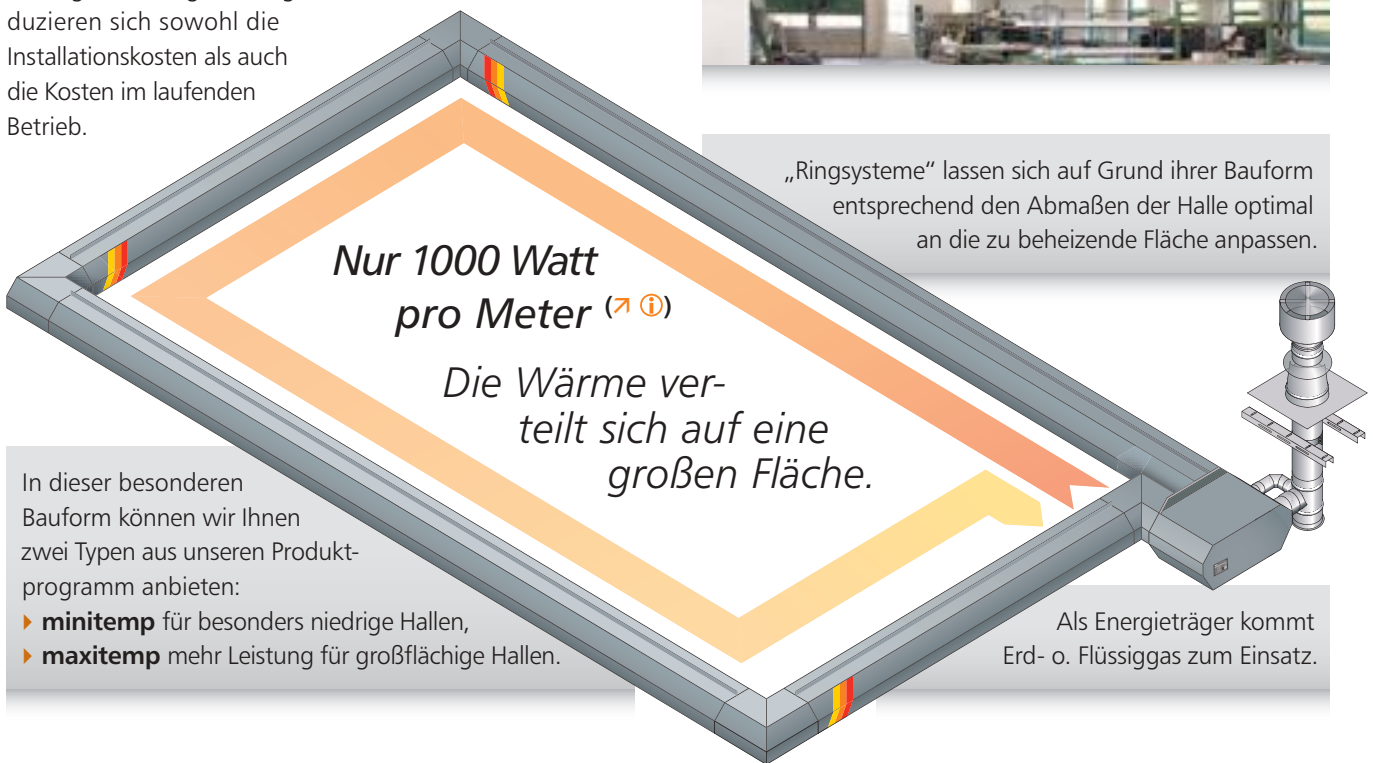 duzieren sich sowohl die
Installationskosten als auch
die Kosten im laufenden
Betrieb.
„Ringsysteme“ lassen sich auf Grund ihrer Bauform
entsprechend den Abmaßen der Halle optimal
an die zu beheizende Fläche anpassen.
Nur 1000 Watt
pro Meter (↗ ⓘ)
Die Wärme ver-
teilt sich auf eine
großen Fläche.
In dieser besonderen
Bauform können wir Ihnen
zwei Typen aus unseren Produkt-
programm anbieten:
minitemp für besonders niedrige Hallen,
maxitemp mehr Leistung für großflächige Hallen.
Als Energieträger kommt
Erd- o. Flüssiggas zum Einsatz.